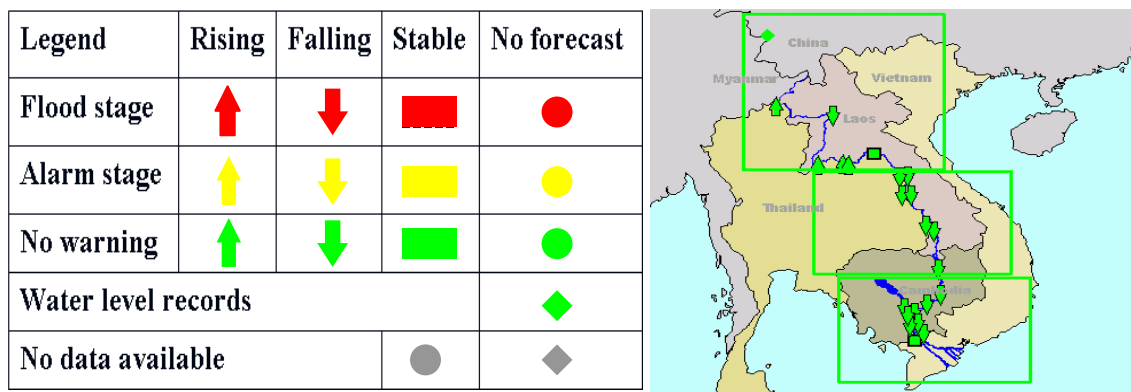 Legend Rising Falling Stable No forecast
Flood stage
Alarm stage
No warning
Water level records
No data available
China
Myanmar
Vietnam
Laos
Thailand
Cambodia